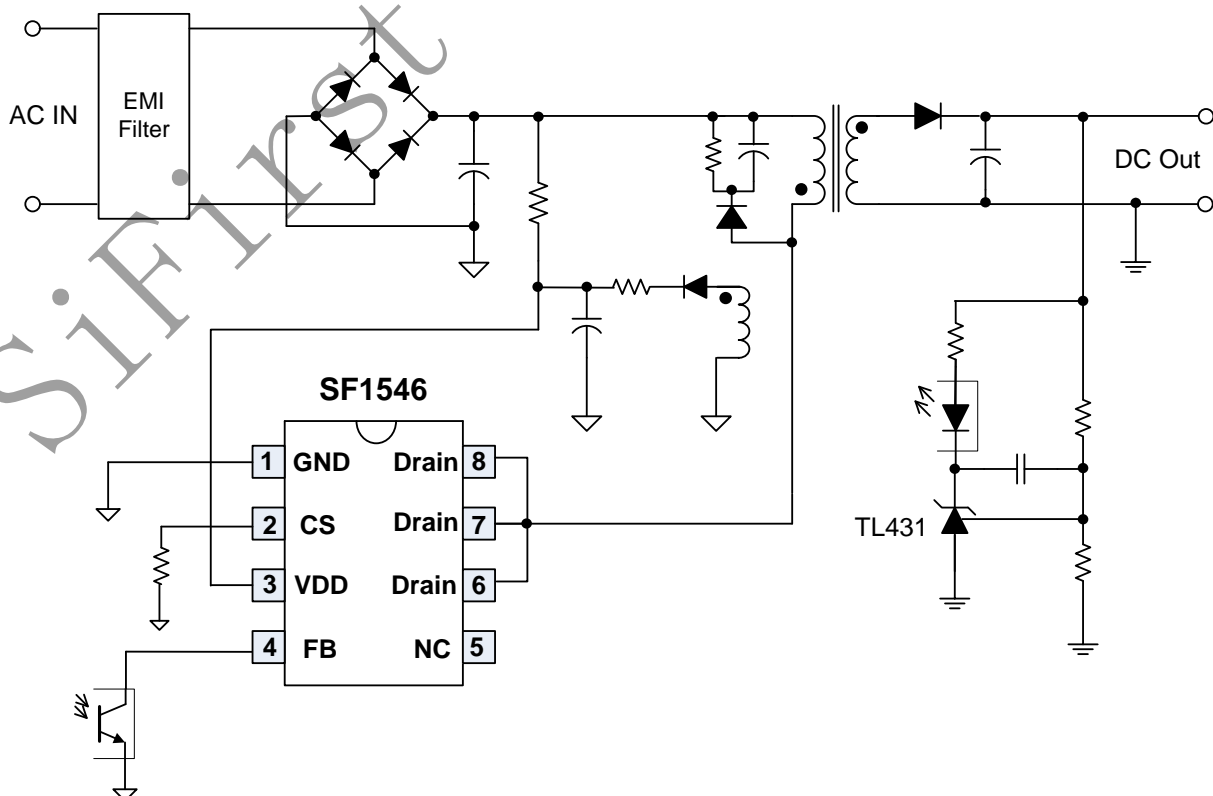 SiFirst
AC IN
EMI
Filter
DC Out
SF1546
1 GND Drain 8
2 CS Drain 7
3 VDD Drain 6
4 FB NC 5
TL431